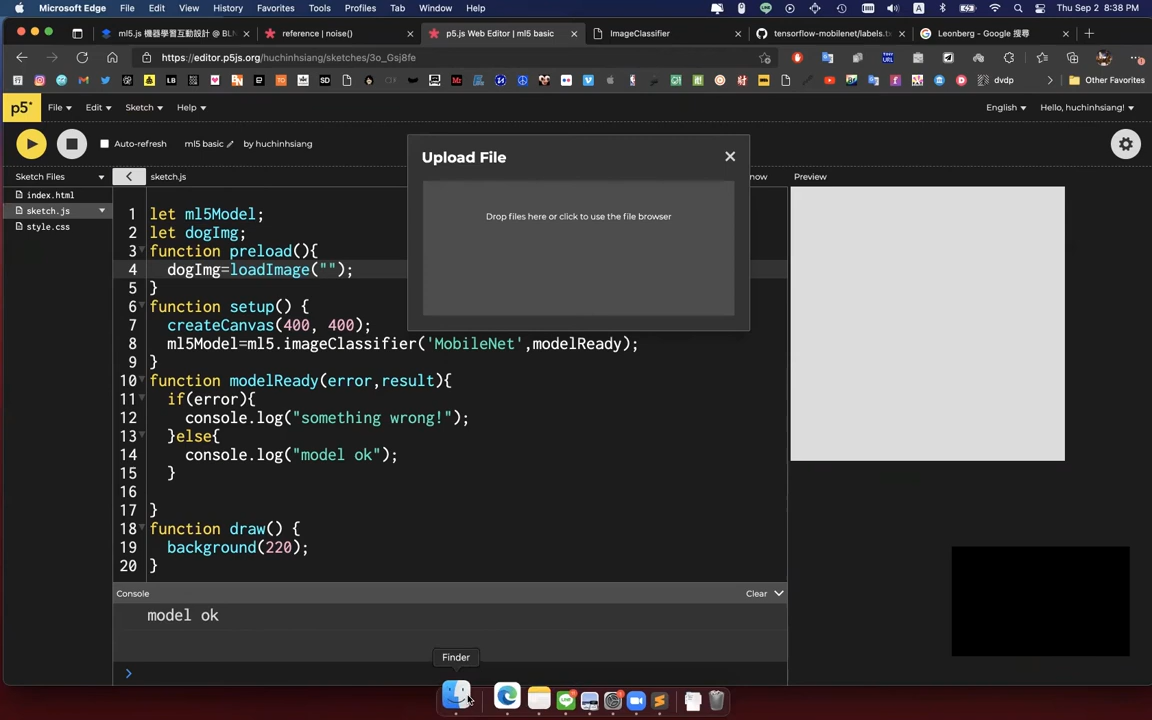 Microsoft Edge File Edit View History Favorites Tools Profiles Tab Window Help
Thu Sep 2 8:38 PM
ml5.js 機器學習互動設計 @ BLN
reference | noise()
p5.js Web Editor | ml5 basic
ImageClassifier
tensorflow-mobilenet/labels.tx
Leonberg - Google 搜尋
https://editor.p5js.org/huchinhsiang/sketches/3o_Gsj8fe
dvdp
Other Favorites
p5*
File
Edit
Sketch
Help
English
Hello, huchinhsiang!
Auto-refresh
ml5 basic
by huchinhsiang
Sketch Files
sketch.js
now
Preview
index.html
sketch.js
style.css
Upload File
Drop files here or click to use the file browser
1 let ml5Model;
2 let dogImg;
3 function preload(){
4 dogImg=loadImage("");
5 }
6 function setup() {
7 createCanvas(400, 400);
8 ml5Model=ml5.imageClassifier('MobileNet',modelReady);
9 }
10 function modelReady(error,result){
11 if(error){
12 console.log("something wrong!");
13 }else{
14 console.log("model ok");
15 }
16
17 }
18 function draw() {
19 background(220);
20 }
Console
Clear
model ok
Finder